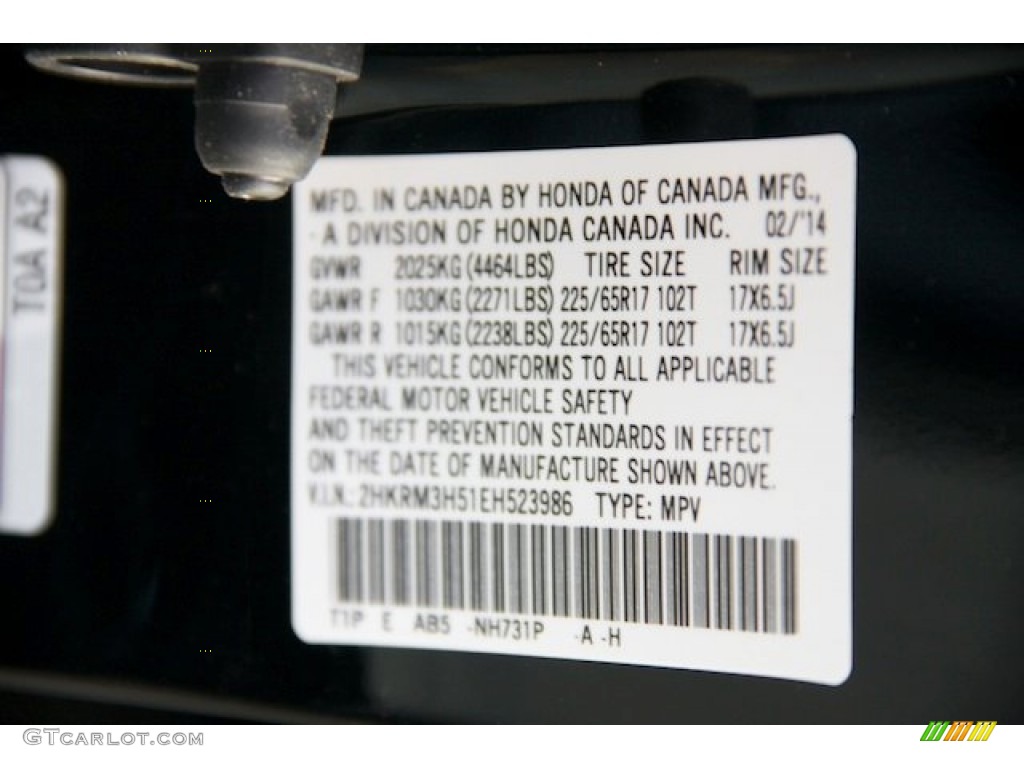 T0A A2
MFD. IN CANADA BY HONDA OF CANADA MFG.,
A DIVISION OF HONDA CANADA INC. 02/'14
GVWR 2025KG(4464LBS) TIRE SIZE RIM SIZE
GAWR F 1030KG(2271LBS) 225/65R17 102T 17X6.5J
GAWR R 1015KG(2238LBS) 225/65R17 102T 17X6.5J
THIS VEHICLE CONFORMS TO ALL APPLICABLE
FEDERAL MOTOR VEHICLE SAFETY
AND THEFT PREVENTION STANDARDS IN EFFECT
ON THE DATE OF MANUFACTURE SHOWN ABOVE.
V.I.N.: 2HKRM3H51EH523986 TYPE: MPV
T1P E AB5 -NH731P -A -H
GTCARLOT.COM